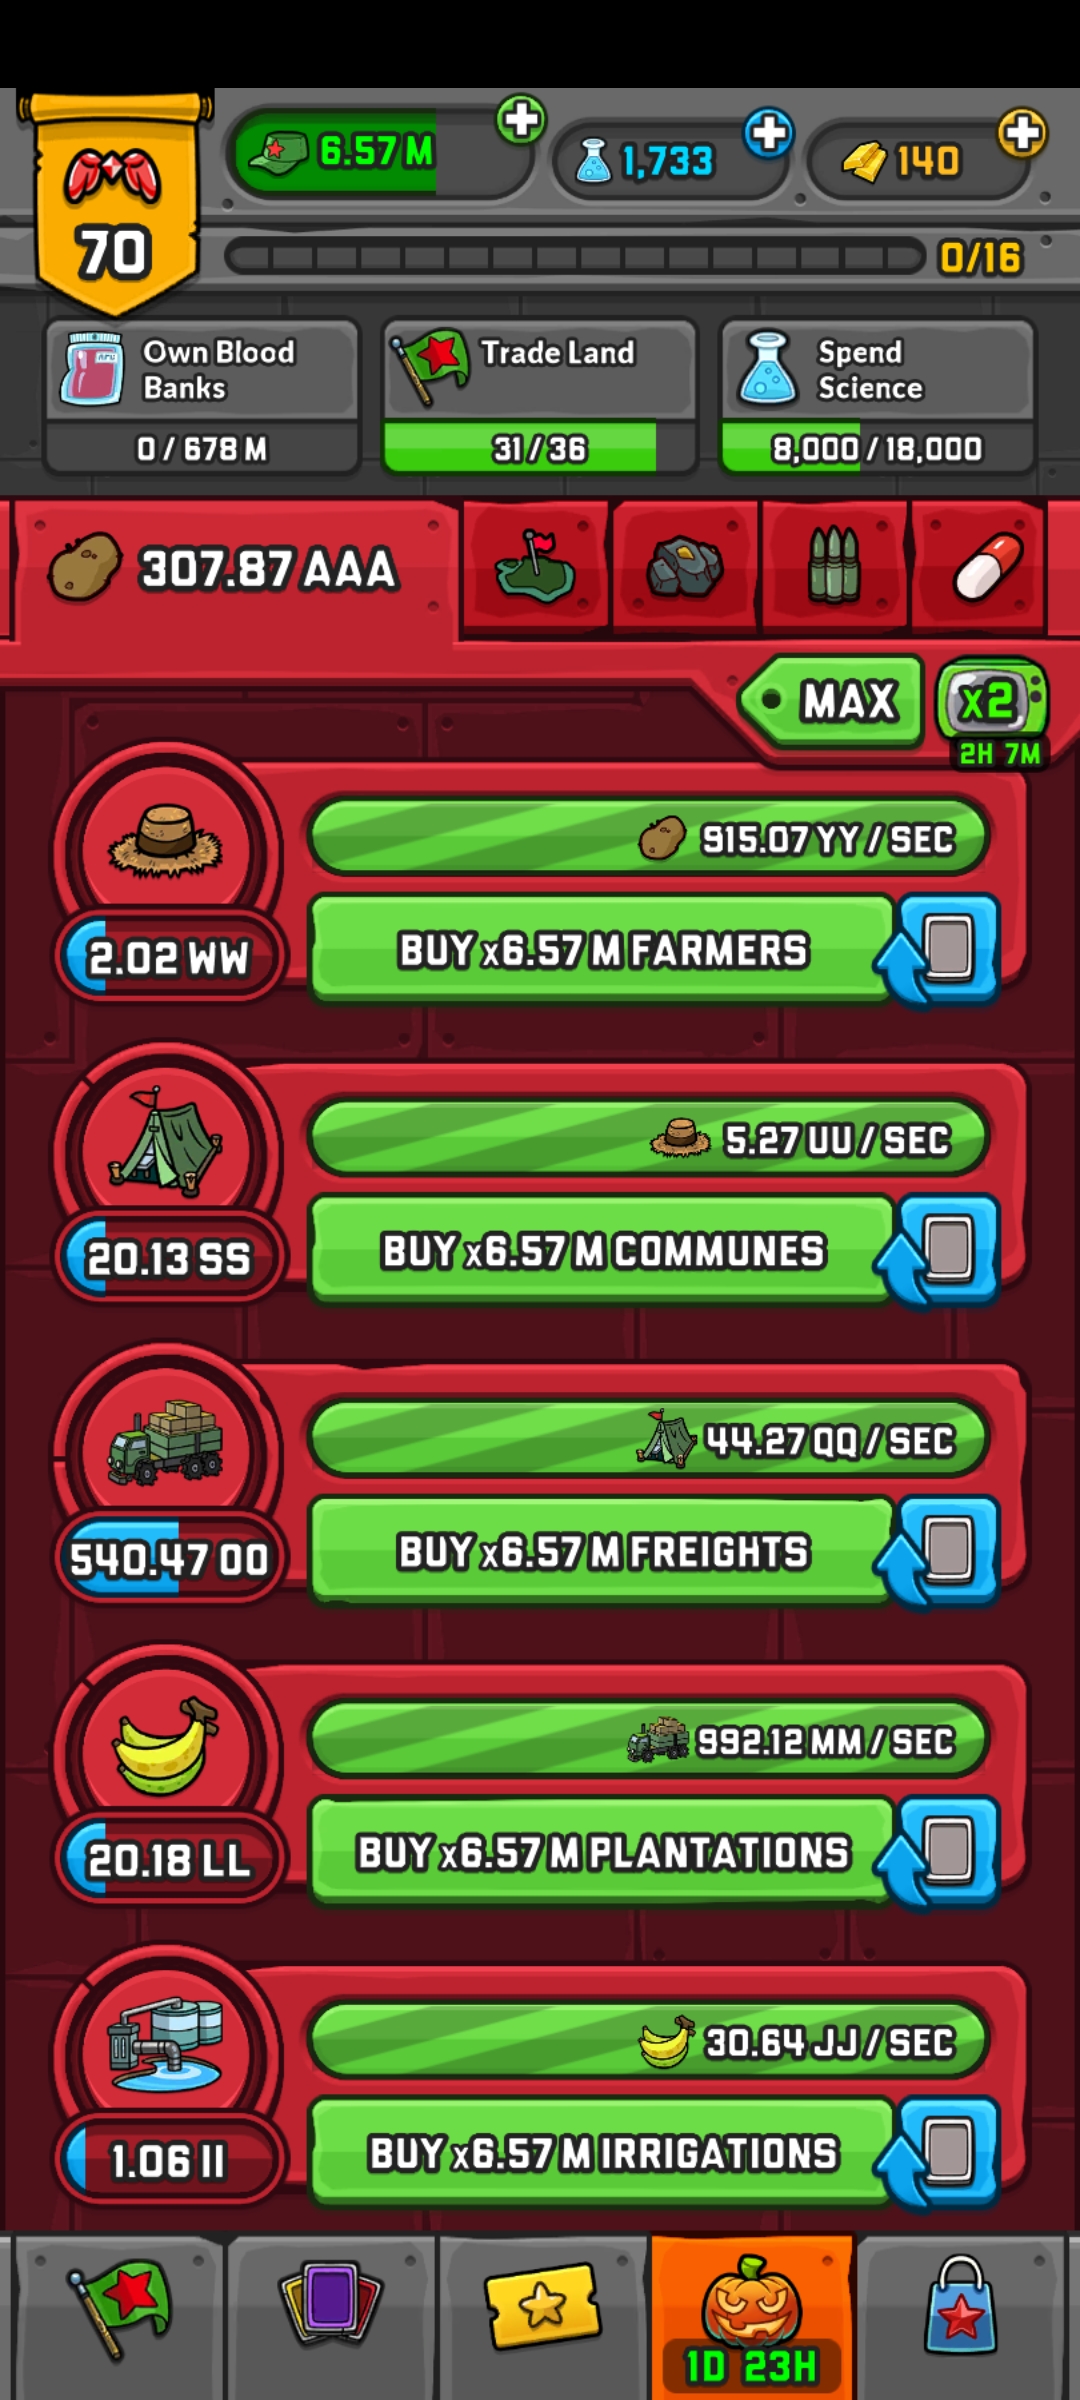 70
6.57 M
1,733
140
0/16
Own Blood Banks
0 / 678 M
Trade Land
31 / 36
Spend Science
8,000 / 18,000
307.87 AAA
MAX
x2
2H 7M
915.07 YY / SEC
2.02 WW
BUY x6.57 M FARMERS
5.27 UU / SEC
20.13 SS
BUY x6.57 M COMMUNES
44.27 QQ / SEC
540.47 OO
BUY x6.57 M FREIGHTS
992.12 MM / SEC
20.18 LL
BUY x6.57 M PLANTATIONS
30.64 JJ / SEC
1.06 II
BUY x6.57 M IRRIGATIONS
1D 23H